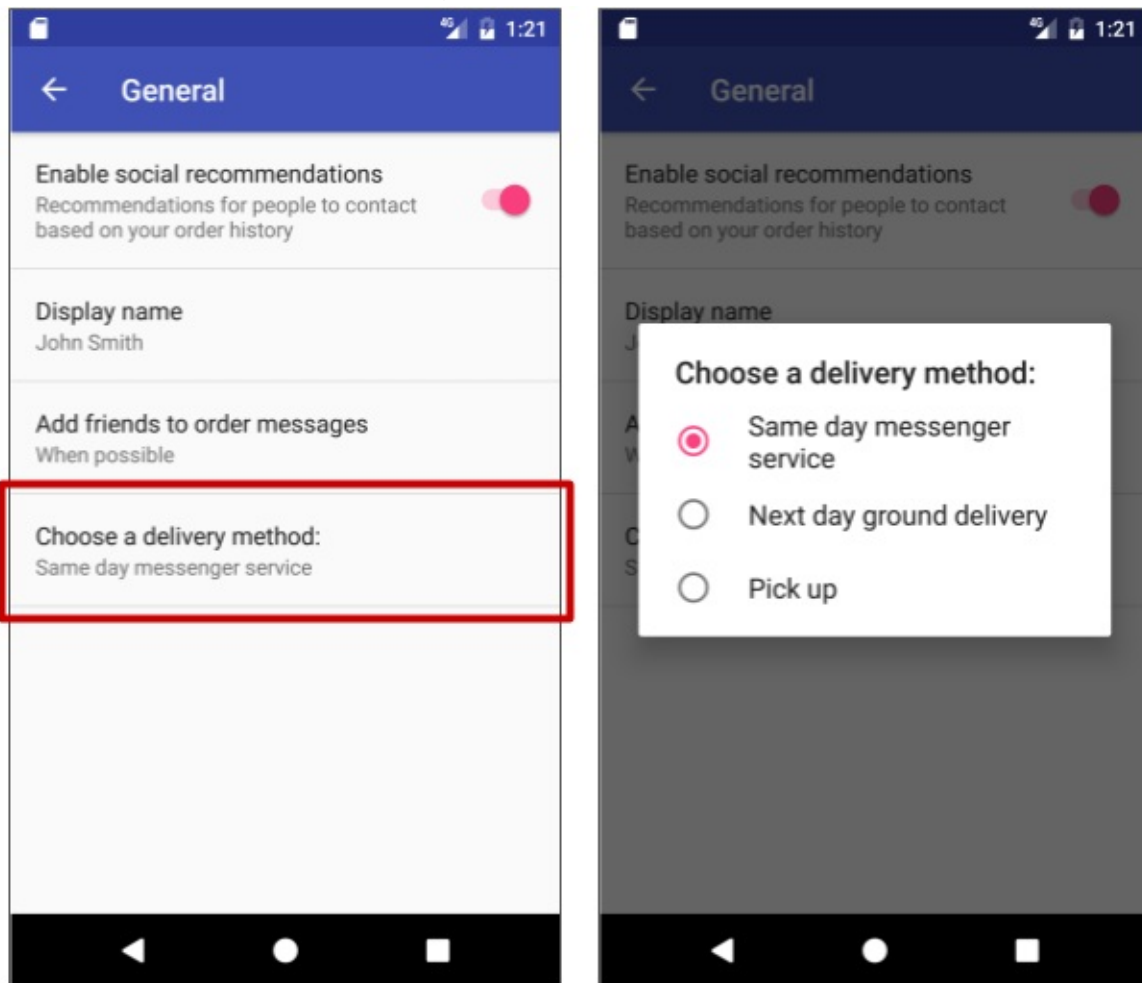 4G 1:21
General
Enable social recommendations
Recommendations for people to contact
based on your order history
Display name
John Smith
Add friends to order messages
When possible
Choose a delivery method:
Same day messenger service
4G 1:21
General
Enable social recommendations
Recommendations for people to contact
based on your order history
Display name
J
A
W
C
S
Choose a delivery method:
Same day messenger
service
Next day ground delivery
Pick up